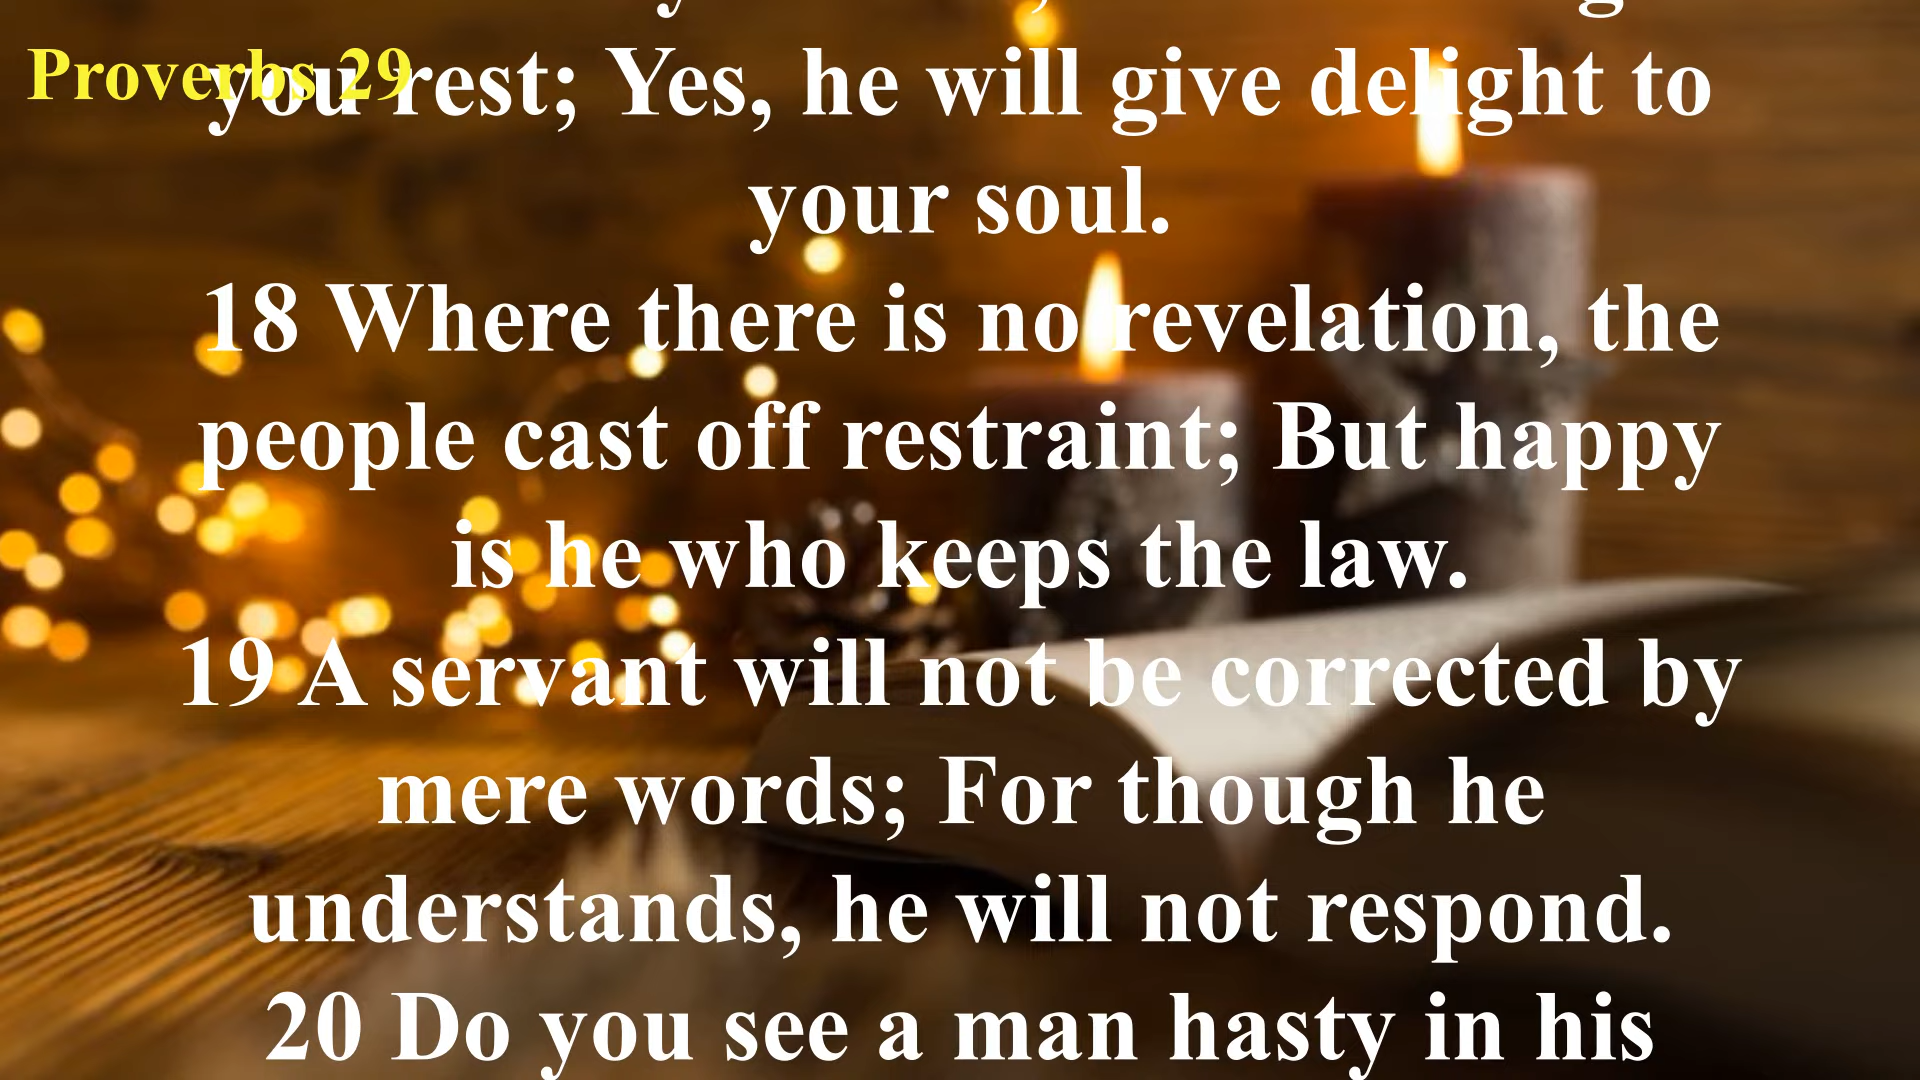 Proverbs 29
you rest; Yes, he will give delight to
your soul.
18 Where there is no revelation, the
people cast off restraint; But happy
is he who keeps the law.
19 A servant will not be corrected by
mere words; For though he
understands, he will not respond.
20 Do you see a man hasty in his